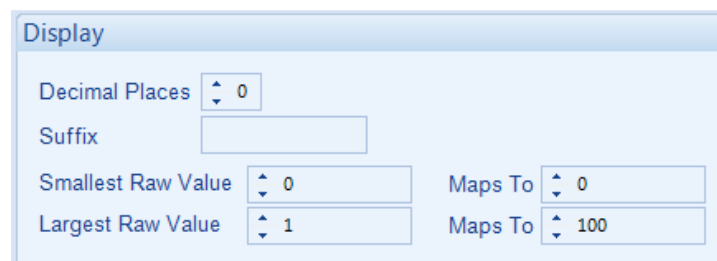 Display
Decimal Places 0
Suffix
Smallest Raw Value 0 Maps To 0
Largest Raw Value 1 Maps To 100